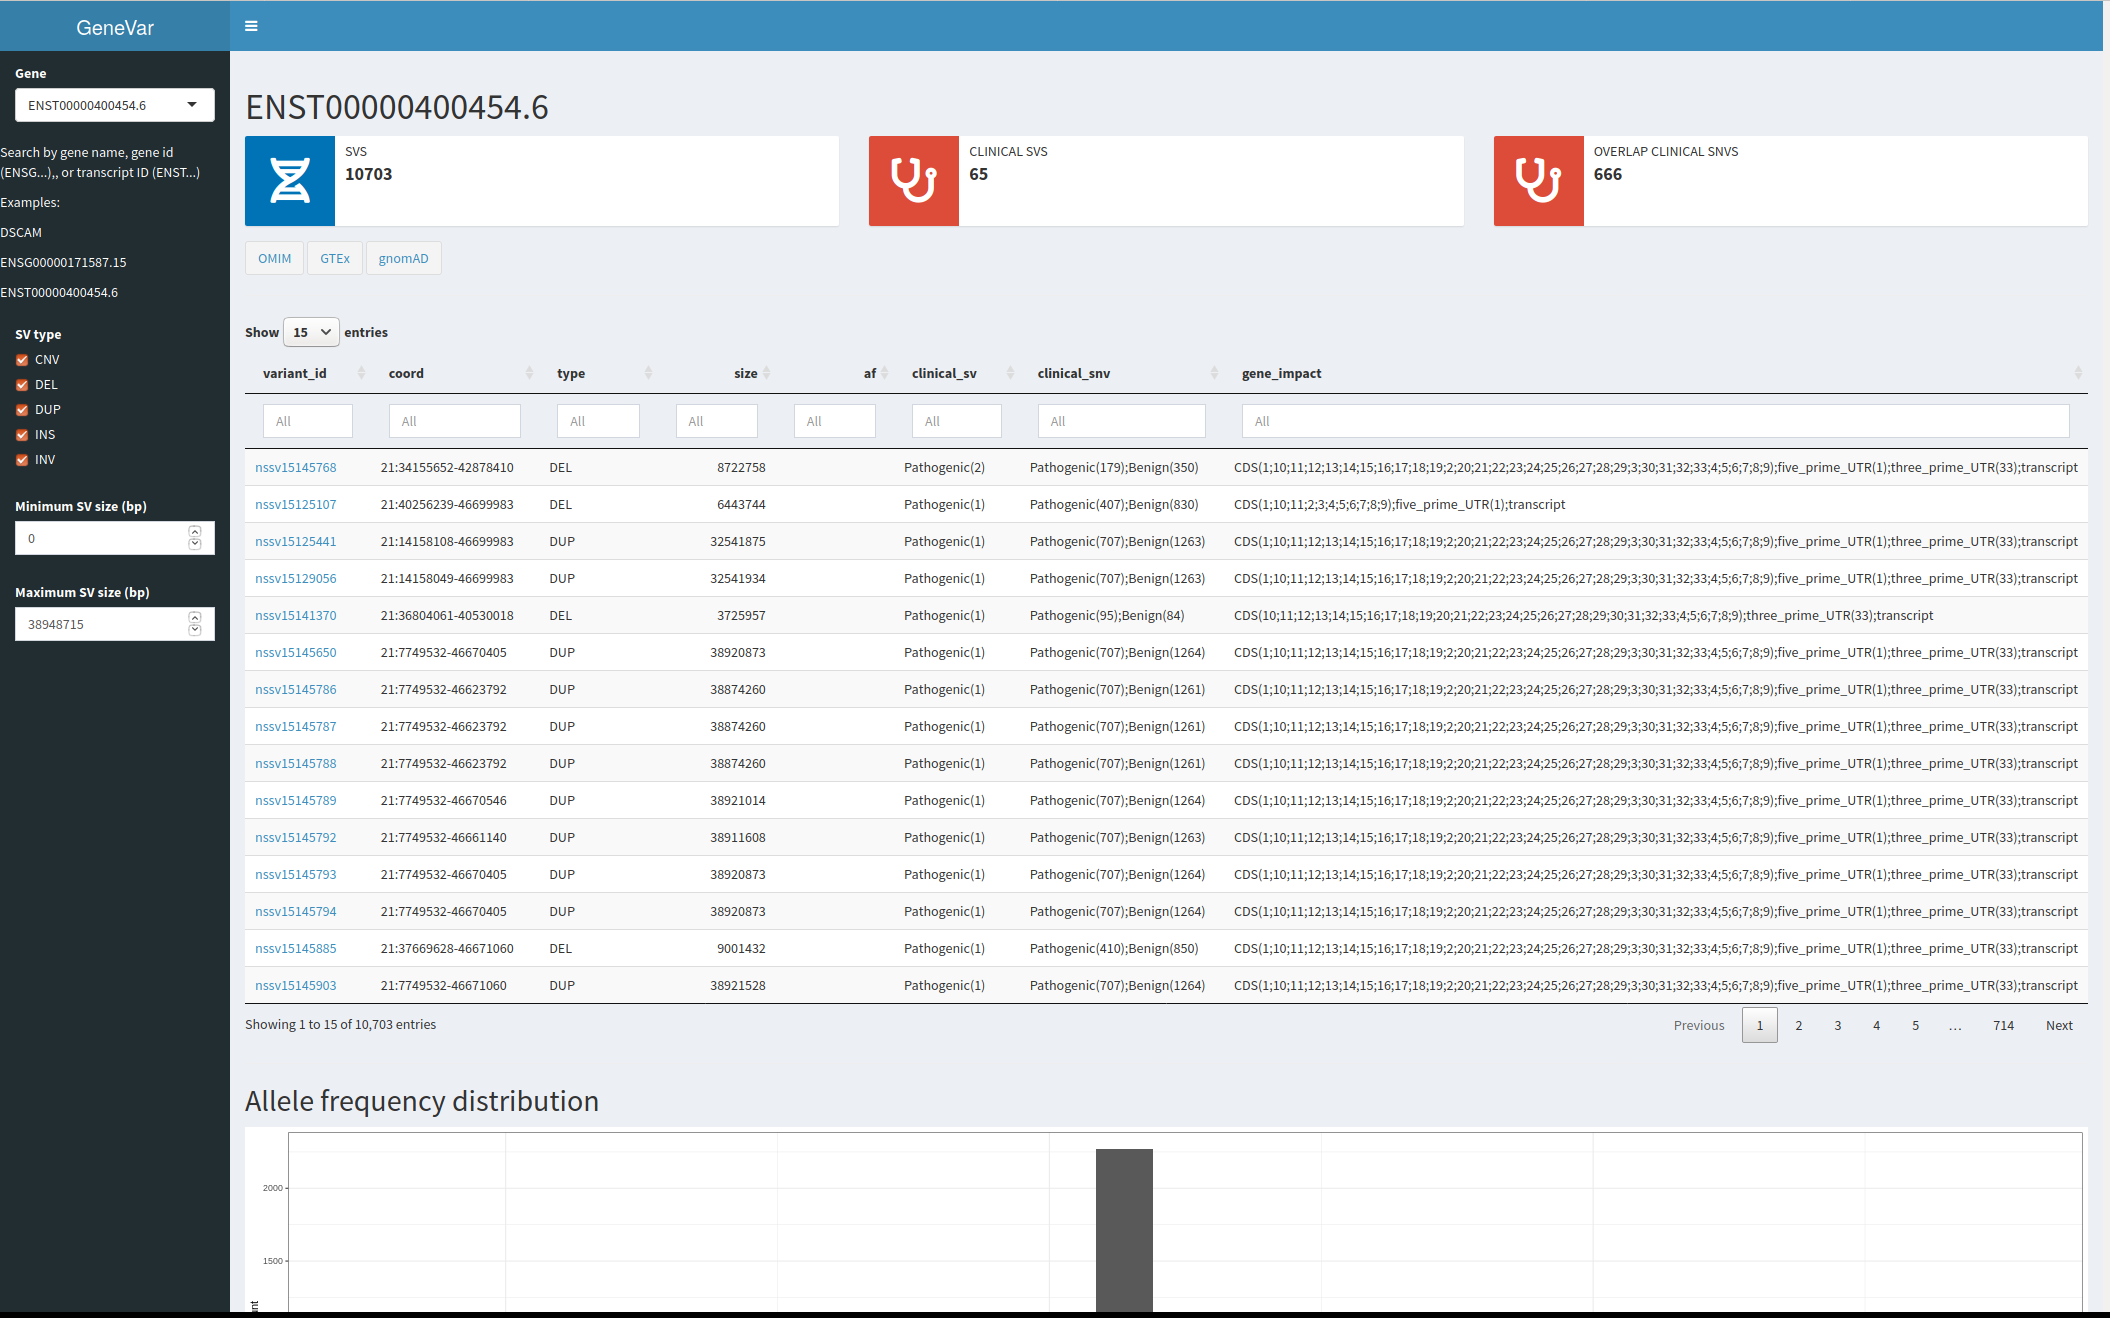 GeneVar
Gene
ENST00000400454.6
Search by gene name, gene id
(ENSG...),, or transcript ID (ENST...)
Examples:
DSCAM
ENSG00000171587.15
ENST00000400454.6
SV type
CNV
DEL
DUP
INS
INV
Minimum SV size (bp)
0
Maximum SV size (bp)
38948715
ENST00000400454.6
SVS
10703
CLINICAL SVS
65
OVERLAP CLINICAL SNVS
666
OMIM GTEx gnomAD
Show 15 entries
variant_id coord type size af clinical_sv clinical_snv gene_impact
All All All All All All All All
nssv15145768 21:34155652-42878410 DEL 8722758 Pathogenic(2) Pathogenic(179);Benign(350) CDS(1;10;11;12;13;14;15;16;17;18;19;2;20;21;22;23;24;25;26;27;28;29;3;30;31;32;33;4;5;6;7;8;9);five_prime_UTR(1);three_prime_UTR(33);transcript
nssv15125107 21:40256239-46699983 DEL 6443744 Pathogenic(1) Pathogenic(407);Benign(830) CDS(1;10;11;2;3;4;5;6;7;8;9);five_prime_UTR(1);transcript
nssv15125441 21:14158108-46699983 DUP 32541875 Pathogenic(1) Pathogenic(707);Benign(1263) CDS(1;10;11;12;13;14;15;16;17;18;19;2;20;21;22;23;24;25;26;27;28;29;3;30;31;32;33;4;5;6;7;8;9);five_prime_UTR(1);three_prime_UTR(33);transcript
nssv15129056 21:14158049-46699983 DUP 32541934 Pathogenic(1) Pathogenic(707);Benign(1263) CDS(1;10;11;12;13;14;15;16;17;18;19;2;20;21;22;23;24;25;26;27;28;29;3;30;31;32;33;4;5;6;7;8;9);five_prime_UTR(1);three_prime_UTR(33);transcript
nssv15141370 21:36804061-40530018 DEL 3725957 Pathogenic(1) Pathogenic(95);Benign(84) CDS(10;11;12;13;14;15;16;17;18;19;20;21;22;23;24;25;26;27;28;29;30;31;32;33;4;5;6;7;8;9);three_prime_UTR(33);transcript
nssv15145650 21:7749532-46670405 DUP 38920873 Pathogenic(1) Pathogenic(707);Benign(1264) CDS(1;10;11;12;13;14;15;16;17;18;19;2;20;21;22;23;24;25;26;27;28;29;3;30;31;32;33;4;5;6;7;8;9);five_prime_UTR(1);three_prime_UTR(33);transcript
nssv15145786 21:7749532-46623792 DUP 38874260 Pathogenic(1) Pathogenic(707);Benign(1261) CDS(1;10;11;12;13;14;15;16;17;18;19;2;20;21;22;23;24;25;26;27;28;29;3;30;31;32;33;4;5;6;7;8;9);five_prime_UTR(1);three_prime_UTR(33);transcript
nssv15145787 21:7749532-46623792 DUP 38874260 Pathogenic(1) Pathogenic(707);Benign(1261) CDS(1;10;11;12;13;14;15;16;17;18;19;2;20;21;22;23;24;25;26;27;28;29;3;30;31;32;33;4;5;6;7;8;9);five_prime_UTR(1);three_prime_UTR(33);transcript
nssv15145788 21:7749532-46623792 DUP 38874260 Pathogenic(1) Pathogenic(707);Benign(1261) CDS(1;10;11;12;13;14;15;16;17;18;19;2;20;21;22;23;24;25;26;27;28;29;3;30;31;32;33;4;5;6;7;8;9);five_prime_UTR(1);three_prime_UTR(33);transcript
nssv15145789 21:7749532-46670546 DUP 38921014 Pathogenic(1) Pathogenic(707);Benign(1264) CDS(1;10;11;12;13;14;15;16;17;18;19;2;20;21;22;23;24;25;26;27;28;29;3;30;31;32;33;4;5;6;7;8;9);five_prime_UTR(1);three_prime_UTR(33);transcript
nssv15145792 21:7749532-46661140 DUP 38911608 Pathogenic(1) Pathogenic(707);Benign(1263) CDS(1;10;11;12;13;14;15;16;17;18;19;2;20;21;22;23;24;25;26;27;28;29;3;30;31;32;33;4;5;6;7;8;9);five_prime_UTR(1);three_prime_UTR(33);transcript
nssv15145793 21:7749532-46670405 DUP 38920873 Pathogenic(1) Pathogenic(707);Benign(1264) CDS(1;10;11;12;13;14;15;16;17;18;19;2;20;21;22;23;24;25;26;27;28;29;3;30;31;32;33;4;5;6;7;8;9);five_prime_UTR(1);three_prime_UTR(33);transcript
nssv15145794 21:7749532-46670405 DUP 38920873 Pathogenic(1) Pathogenic(707);Benign(1264) CDS(1;10;11;12;13;14;15;16;17;18;19;2;20;21;22;23;24;25;26;27;28;29;3;30;31;32;33;4;5;6;7;8;9);five_prime_UTR(1);three_prime_UTR(33);transcript
nssv15145885 21:37669628-46671060 DEL 9001432 Pathogenic(1) Pathogenic(410);Benign(850) CDS(1;10;11;12;13;14;15;16;17;18;19;2;20;21;22;23;24;25;26;27;28;29;3;30;31;32;33;4;5;6;7;8;9);five_prime_UTR(1);three_prime_UTR(33);transcript
nssv15145903 21:7749532-46671060 DUP 38921528 Pathogenic(1) Pathogenic(707);Benign(1264) CDS(1;10;11;12;13;14;15;16;17;18;19;2;20;21;22;23;24;25;26;27;28;29;3;30;31;32;33;4;5;6;7;8;9);five_prime_UTR(1);three_prime_UTR(33);transcript
Showing 1 to 15 of 10,703 entries
Previous 1 2 3 4 5 … 714 Next
Allele frequency distribution
2000
1500